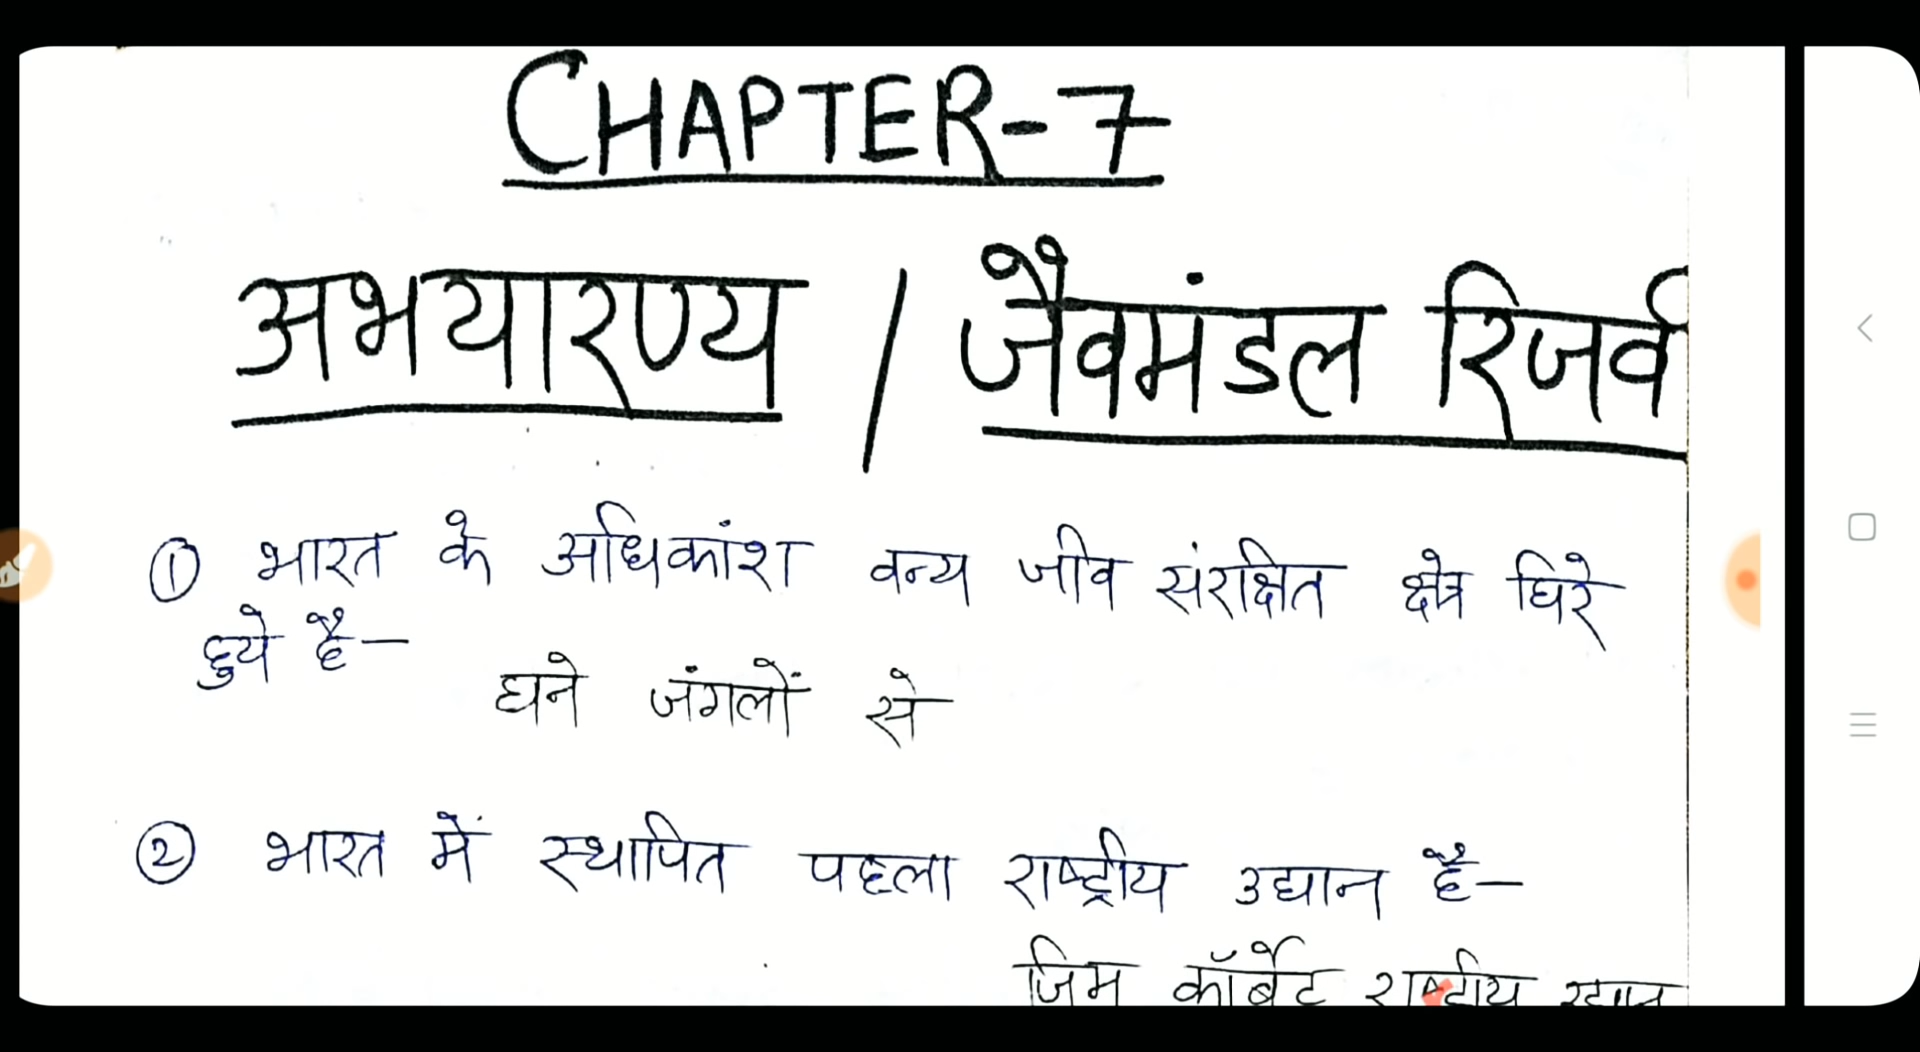 CHAPTER-7
अभयारण्य / जैवमंडल रिजर्व
① भारत के अधिकांश वन्य जीव संरक्षित क्षेत्र घिरे
हुये है—
घने जंगलों से
② भारत में स्थापित पहला राष्ट्रीय उद्यान है—
जिम कॉर्बेट राष्ट्रीय